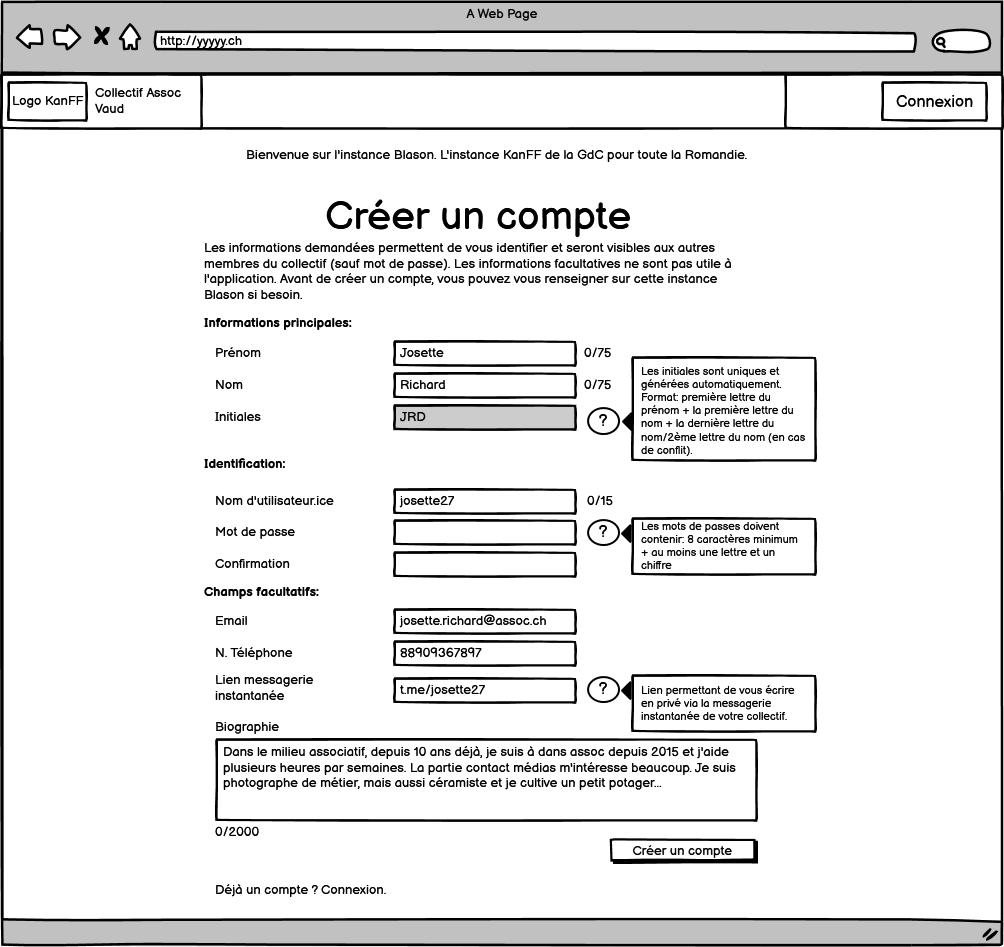 A Web Page
http://yyyyy.ch
Logo KanFF
Collectif Assoc
Vaud
Connexion
Bienvenue sur l'instance Blason. L'instance KanFF de la GdC pour toute la Romandie.
Créer un compte
Les informations demandées permettent de vous identifier et seront visibles aux autres
membres du collectif (sauf mot de passe). Les informations facultatives ne sont pas utile à
l'application. Avant de créer un compte, vous pouvez vous renseigner sur cette instance
Blason si besoin.
Informations principales:
Prénom
Josette
0/75
Nom
Richard
0/75
Initiales
JRD
?
Les initiales sont uniques et
générées automatiquement.
Format: première lettre du
prénom + la première lettre du
nom + la dernière lettre du
nom/2ème lettre du nom (en cas
de conflit).
Identification:
Nom d'utilisateur.ice
josette27
0/15
Mot de passe
?
Les mots de passes doivent
contenir: 8 caractères minimum
+ au moins une lettre et un
chiffre
Confirmation
Champs facultatifs:
Email
josette.richard@assoc.ch
N. Téléphone
88909367897
Lien messagerie
instantanée
t.me/josette27
?
Lien permettant de vous écrire
en privé via la messagerie
instantanée de votre collectif.
Biographie
Dans le milieu associatif, depuis 10 ans déjà, je suis à dans assoc depuis 2015 et j'aide
plusieurs heures par semaines. La partie contact médias m'intéresse beaucoup. Je suis
photographe de métier, mais aussi céramiste et je cultive un petit potager...
0/2000
Créer un compte
Déjà un compte ? Connexion.